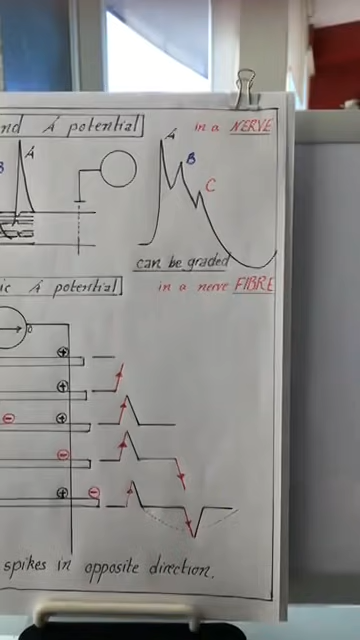 nd A potential
in a NERVE
A
B
C
B
A
can be graded
ic A potential
in a nerve FIBRE
+
+
- +
-
+ -
spikes in opposite direction.